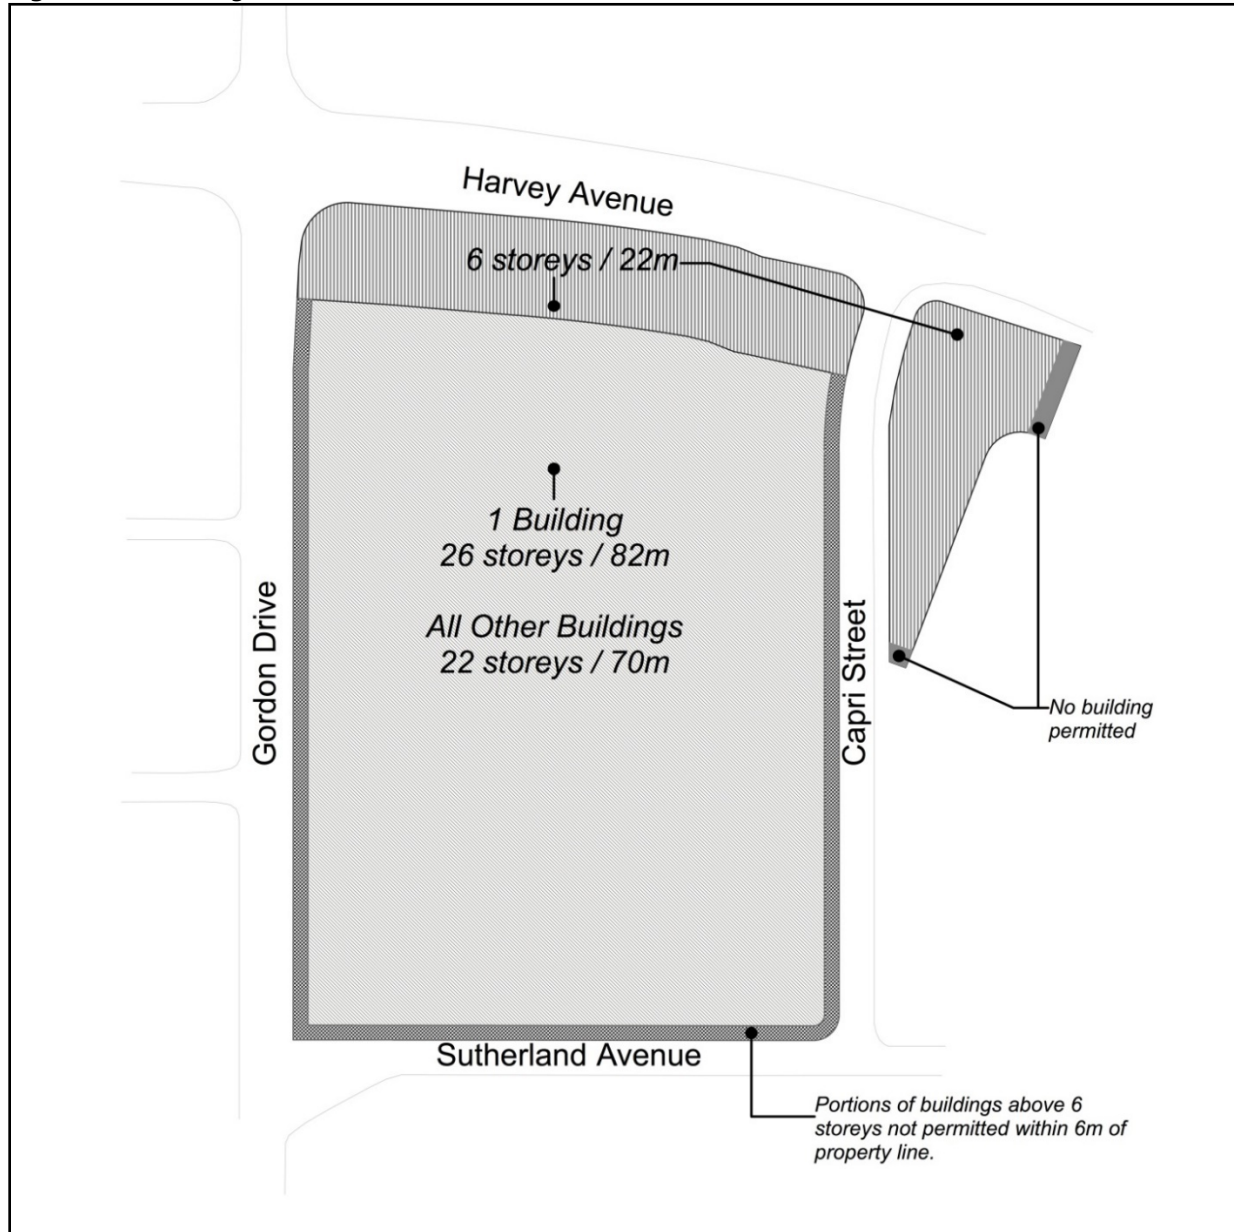 Harvey Avenue
6 storeys / 22m
1 Building
26 storeys / 82m
All Other Buildings
22 storeys / 70m
Gordon Drive
Capri Street
No building
permitted
Sutherland Avenue
Portions of buildings above 6
storeys not permitted within 6m of
property line.